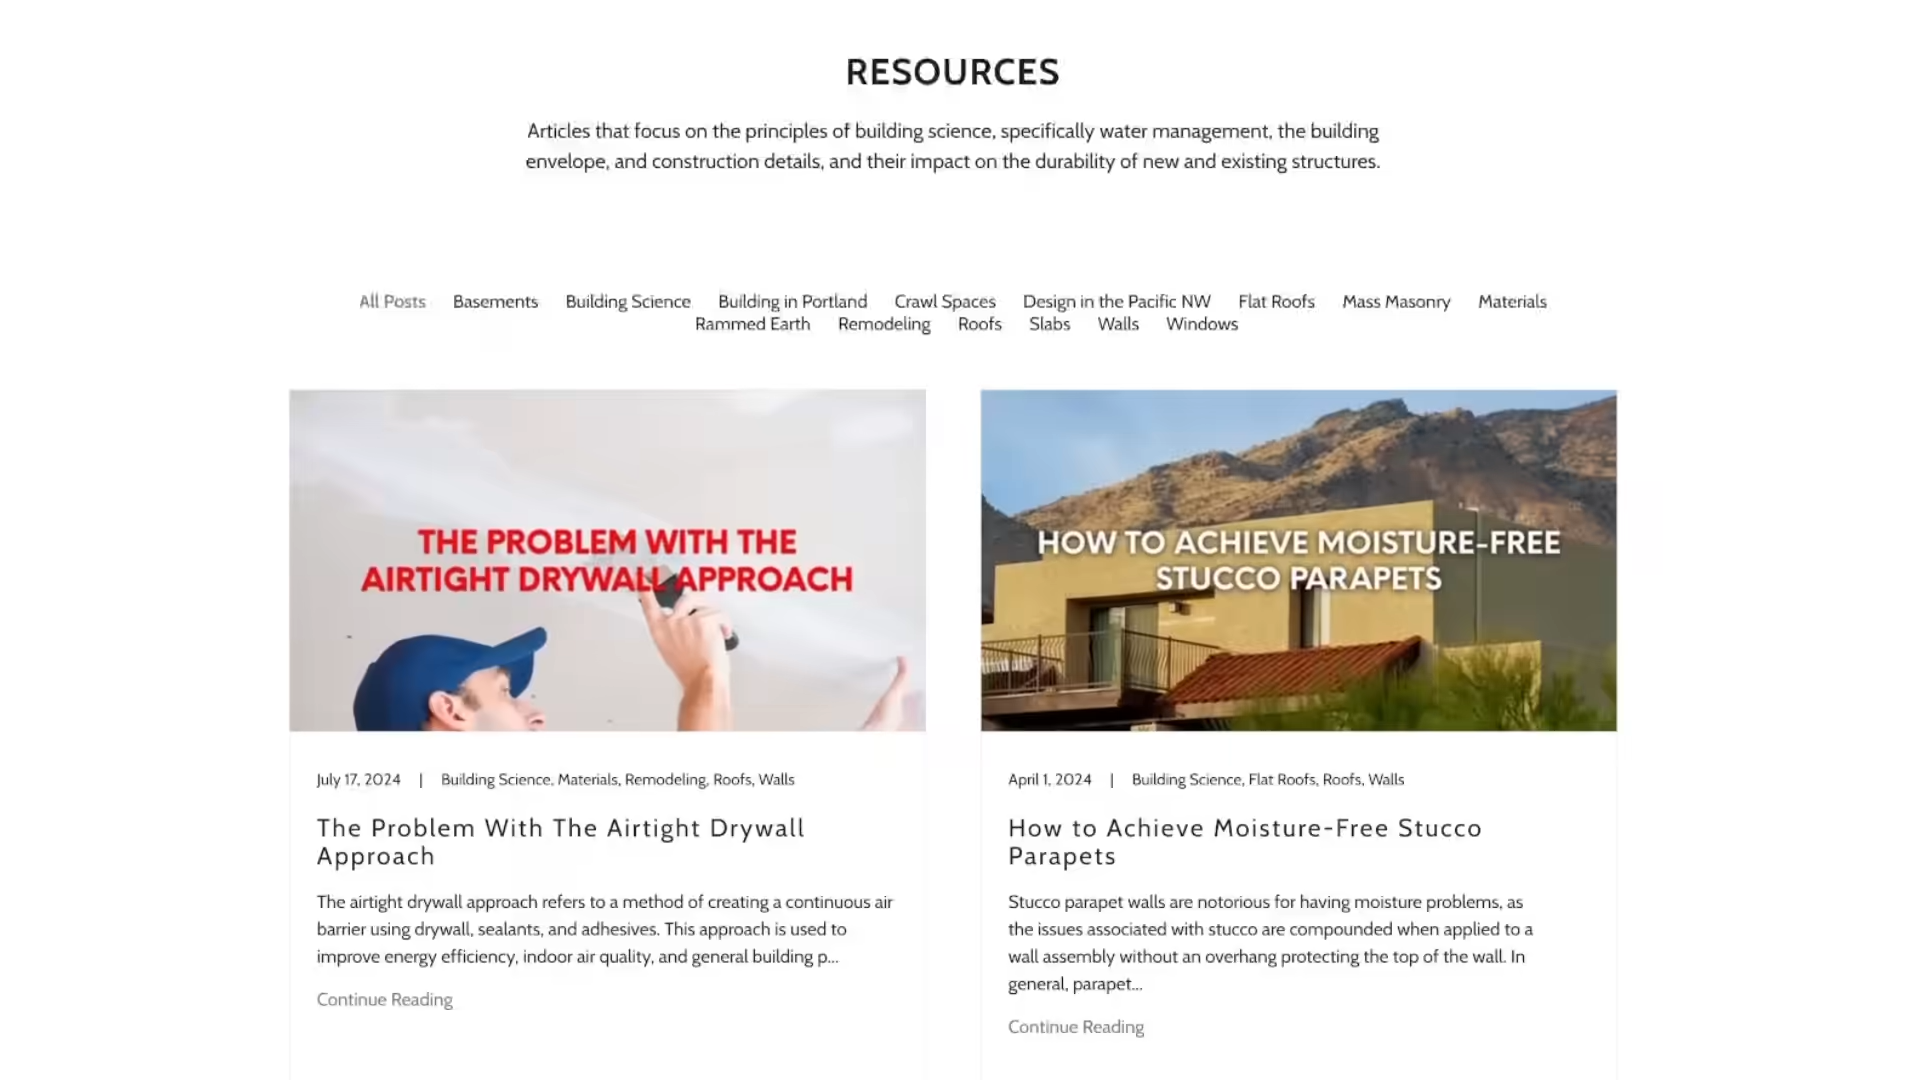 RESOURCES
Articles that focus on the principles of building science, specifically water management, the building
envelope, and construction details, and their impact on the durability of new and existing structures.
All Posts Basements Building Science Building in Portland Crawl Spaces Design in the Pacific NW Flat Roofs Mass Masonry Materials
Rammed Earth Remodeling Roofs Slabs Walls Windows
THE PROBLEM WITH THE
AIRTIGHT DRYWALL APPROACH
July 17, 2024 | Building Science, Materials, Remodeling, Roofs, Walls
The Problem With The Airtight Drywall
Approach
The airtight drywall approach refers to a method of creating a continuous air
barrier using drywall, sealants, and adhesives. This approach is used to
improve energy efficiency, indoor air quality, and general building p...
Continue Reading
HOW TO ACHIEVE MOISTURE-FREE
STUCCO PARAPETS
April 1, 2024 | Building Science, Flat Roofs, Roofs, Walls
How to Achieve Moisture-Free Stucco
Parapets
Stucco parapet walls are notorious for having moisture problems, as
the issues associated with stucco are compounded when applied to a
wall assembly without an overhang protecting the top of the wall. In
general, parapet...
Continue Reading